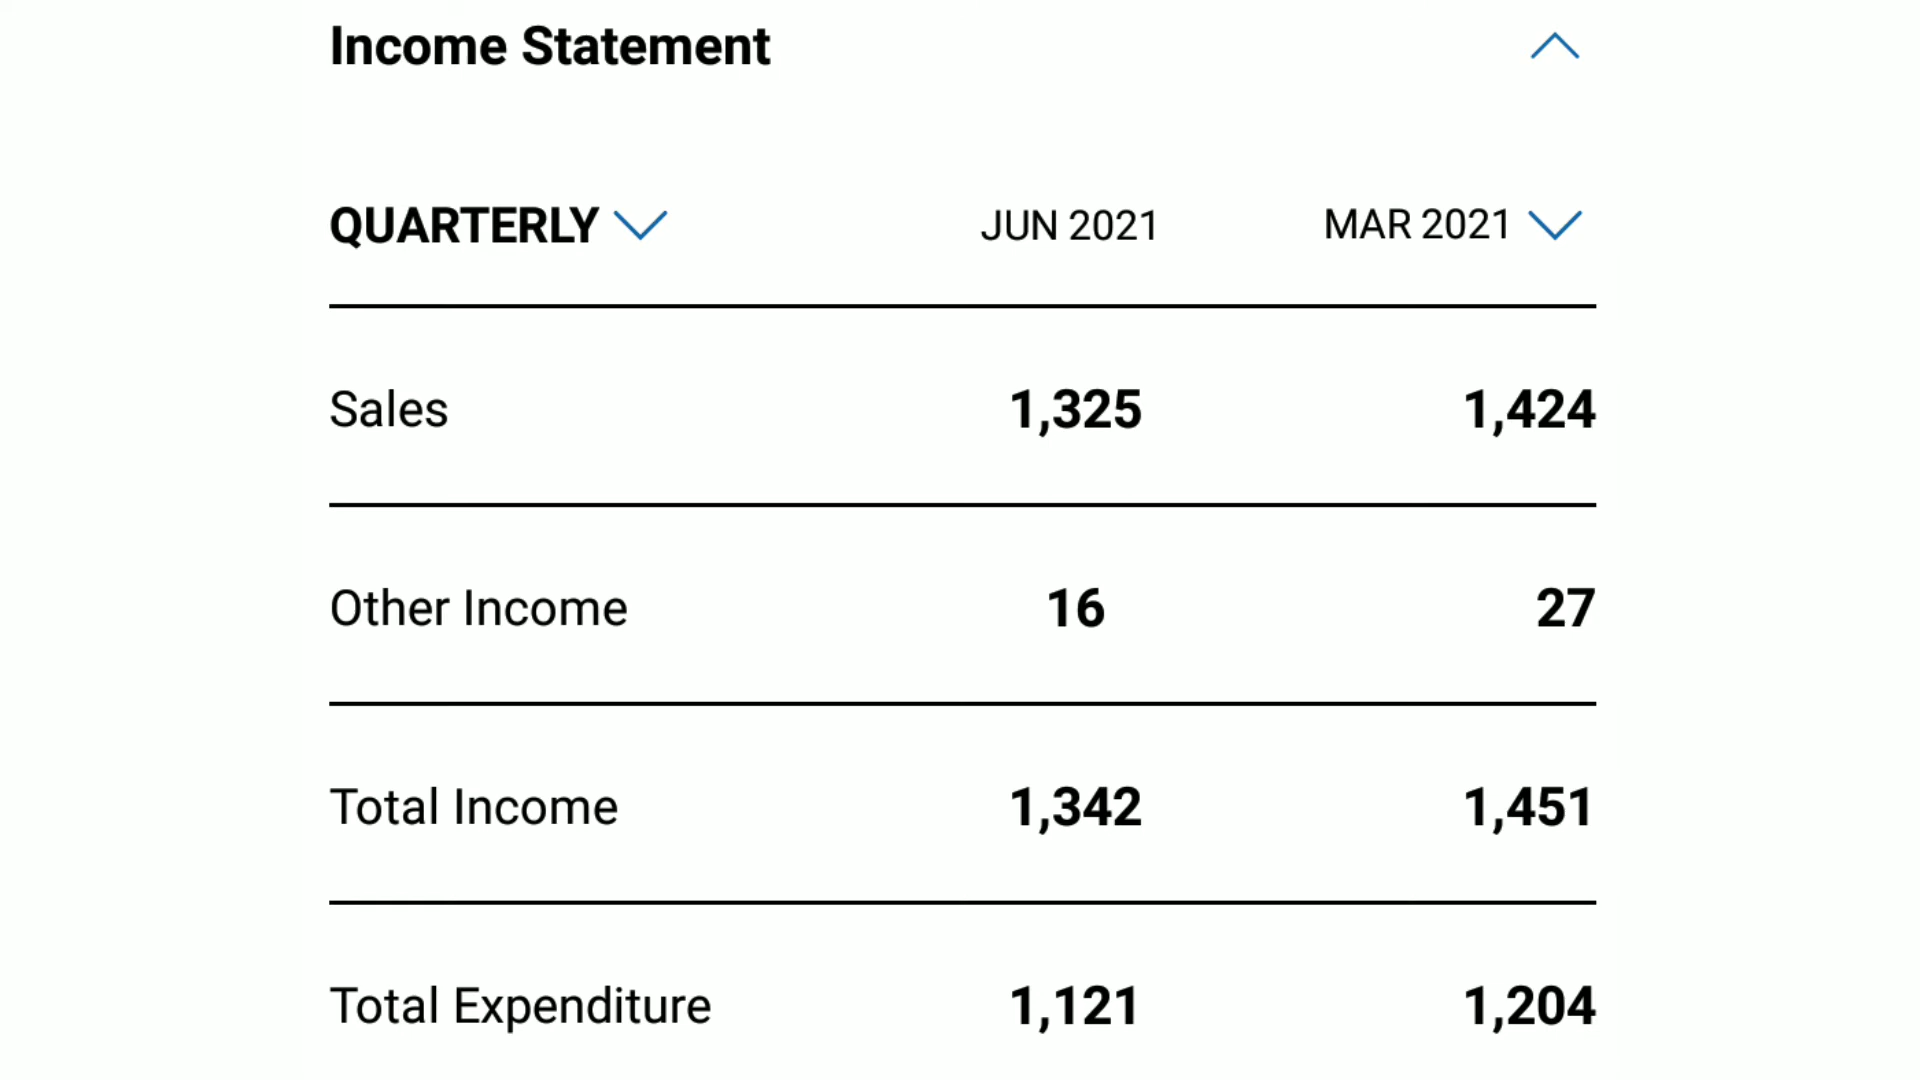 Income Statement
QUARTERLY JUN 2021 MAR 2021
Sales 1,325 1,424
Other Income 16 27
Total Income 1,342 1,451
Total Expenditure 1,121 1,204